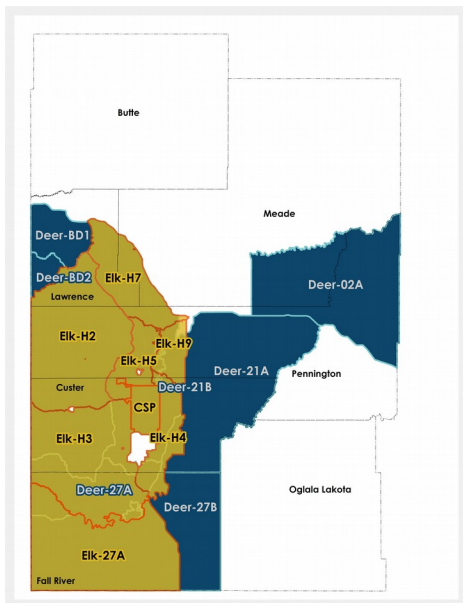 Butte
Meade
Deer-BD1
Deer-BD2
Elk-H7
Deer-02A
Lawrence
Elk-H2
Elk-H9
Elk-H5
Deer-21A
Pennington
Custer
Deer-21B
CSP
Elk-H3
Elk-H4
Deer-27A
Oglala Lakota
Deer-27B
Elk-27A
Fall River